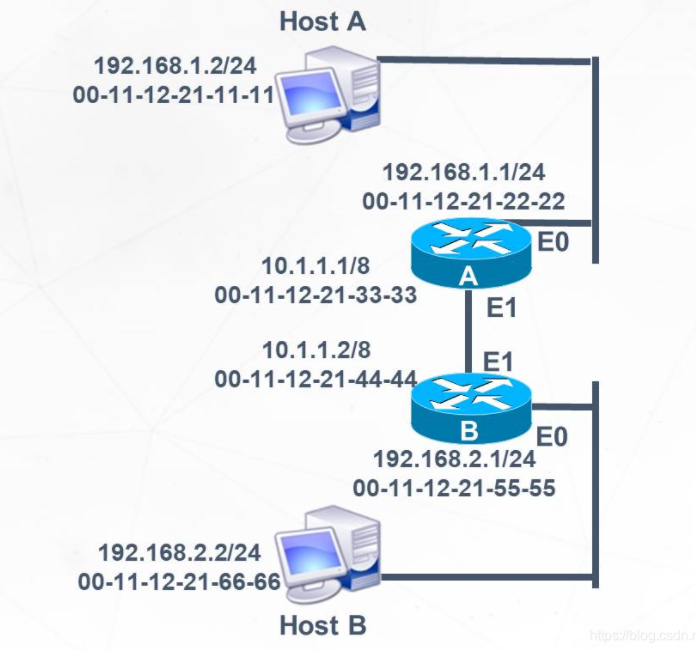 Host A
192.168.1.2/24
00-11-12-21-11-11
192.168.1.1/24
00-11-12-21-22-22
E0
A
10.1.1.1/8
00-11-12-21-33-33
E1
10.1.1.2/8
E1
00-11-12-21-44-44
B
E0
192.168.2.1/24
00-11-12-21-55-55
192.168.2.2/24
00-11-12-21-66-66
Host B
https://blog.csdn.n